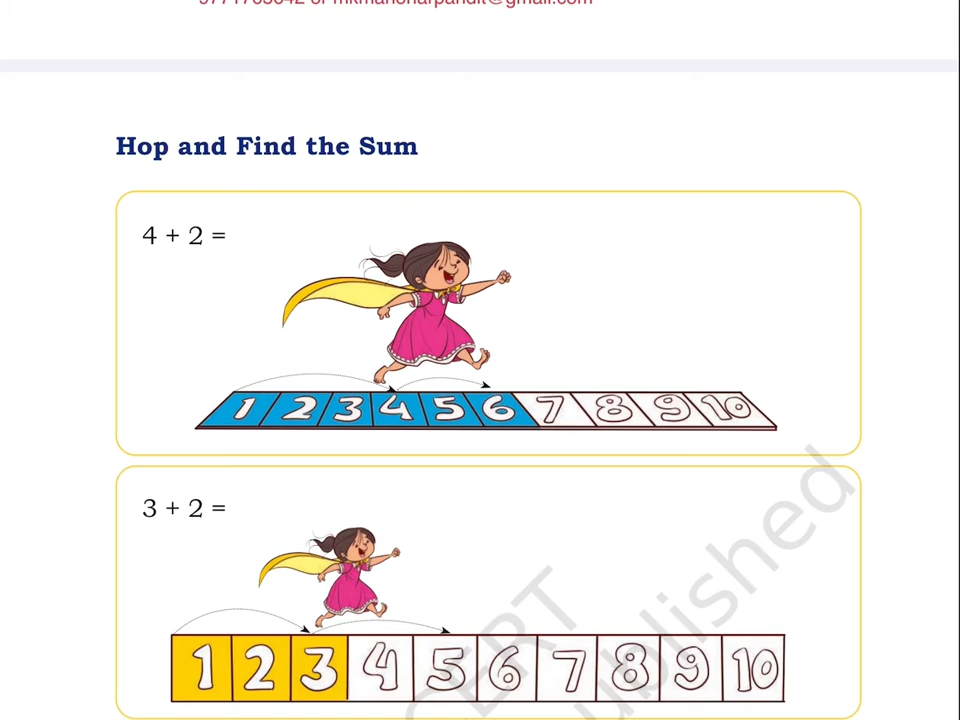 Hop and Find the Sum
4 + 2 =
1 2 3 4 5 6 7 8 9 10
3 + 2 =
1 2 3 4 5 6 7 8 9 10